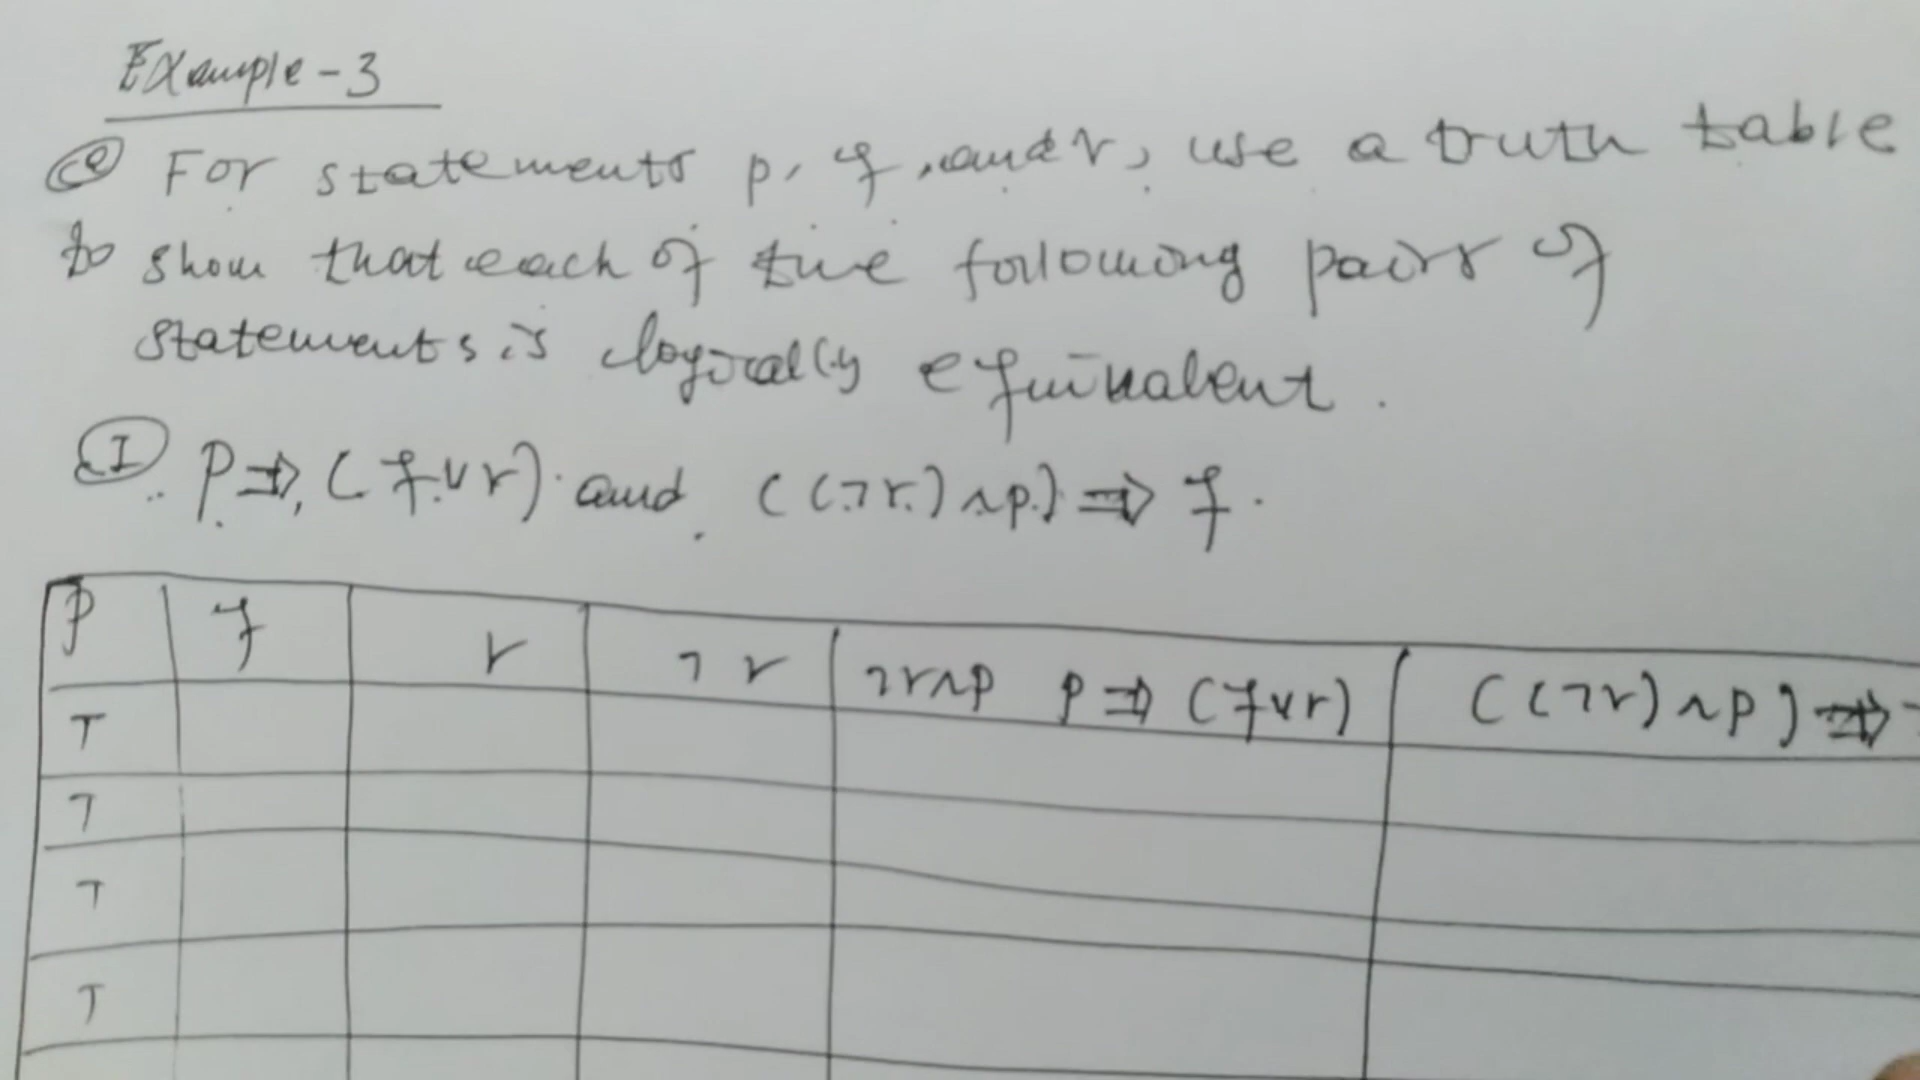 Example - 3
(e) For statements p, q, and r, use a truth table
to show that each of the following pairs of
statements is logically equivalent.
(I) p ⇒ (q ∨ r) and ((¬r) ∧ p) ⇒ q.
p q r ¬r ¬r∧p p ⇒ (q∨r) ((¬r) ∧ p) ⇒
T
T
T
T